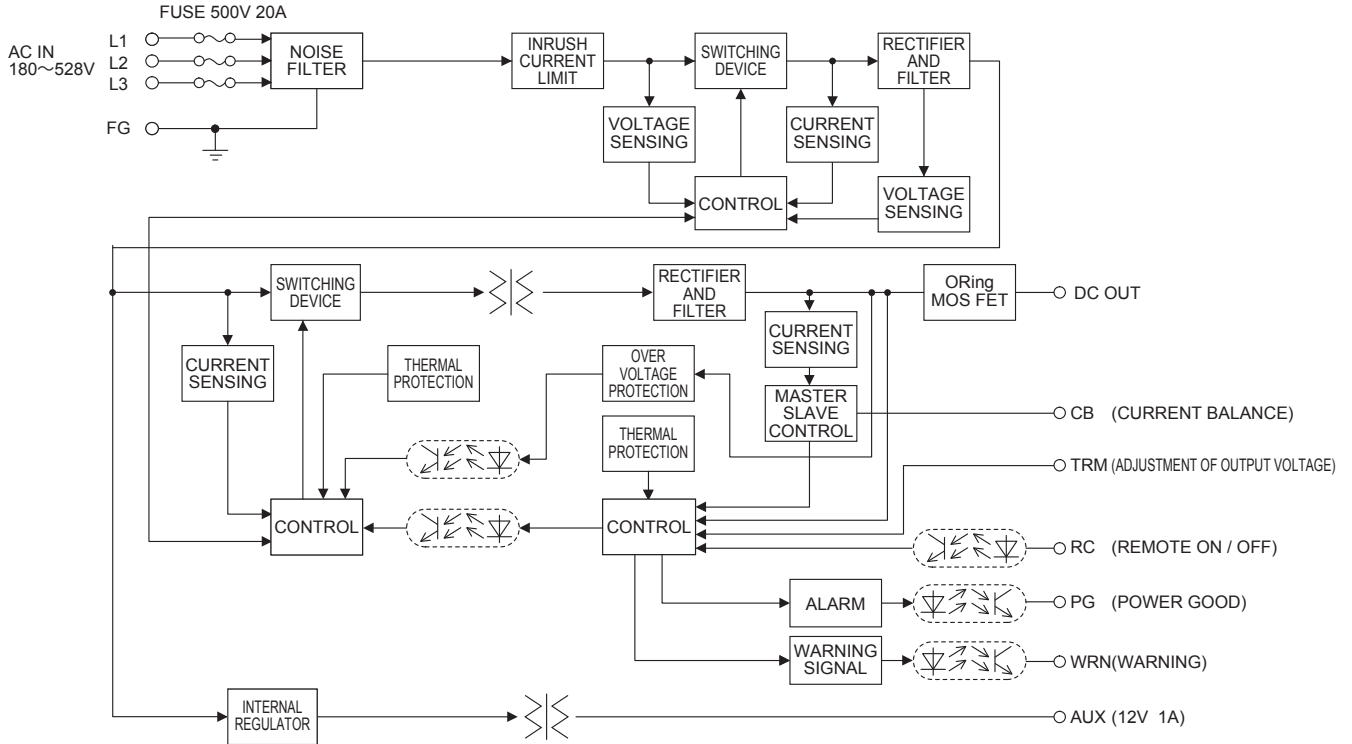 FUSE 500V 20A
AC IN
180～528V
L1
L2
L3
FG
NOISE
FILTER
INRUSH
CURRENT
LIMIT
SWITCHING
DEVICE
RECTIFIER
AND
FILTER
VOLTAGE
SENSING
CURRENT
SENSING
CONTROL
VOLTAGE
SENSING
SWITCHING
DEVICE
RECTIFIER
AND
FILTER
ORing
MOS FET
DC OUT
CURRENT
SENSING
THERMAL
PROTECTION
OVER
VOLTAGE
PROTECTION
CURRENT
SENSING
MASTER
SLAVE
CONTROL
CB (CURRENT BALANCE)
THERMAL
PROTECTION
TRM (ADJUSTMENT OF OUTPUT VOLTAGE)
CONTROL
CONTROL
RC (REMOTE ON / OFF)
ALARM
PG (POWER GOOD)
WARNING
SIGNAL
WRN(WARNING)
INTERNAL
REGULATOR
AUX (12V 1A)